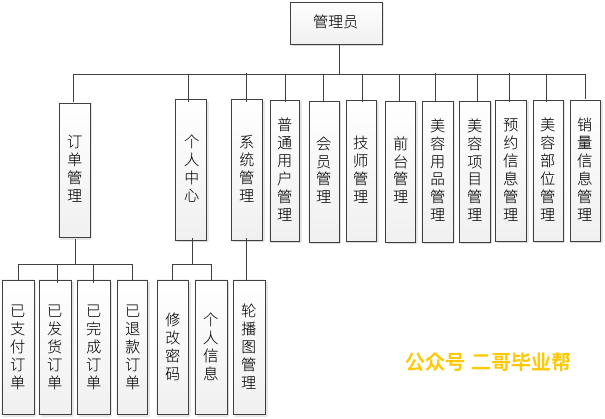 管理员
订单管理
个人中心
系统管理
普通用户管理
会员管理
技师管理
前台管理
美容用品管理
美容项目管理
预约信息管理
美容部位管理
销量信息管理
已支付订单
已发货订单
已完成订单
已退款订单
修改密码
个人信息
轮播图管理
公众号 二哥毕业帮